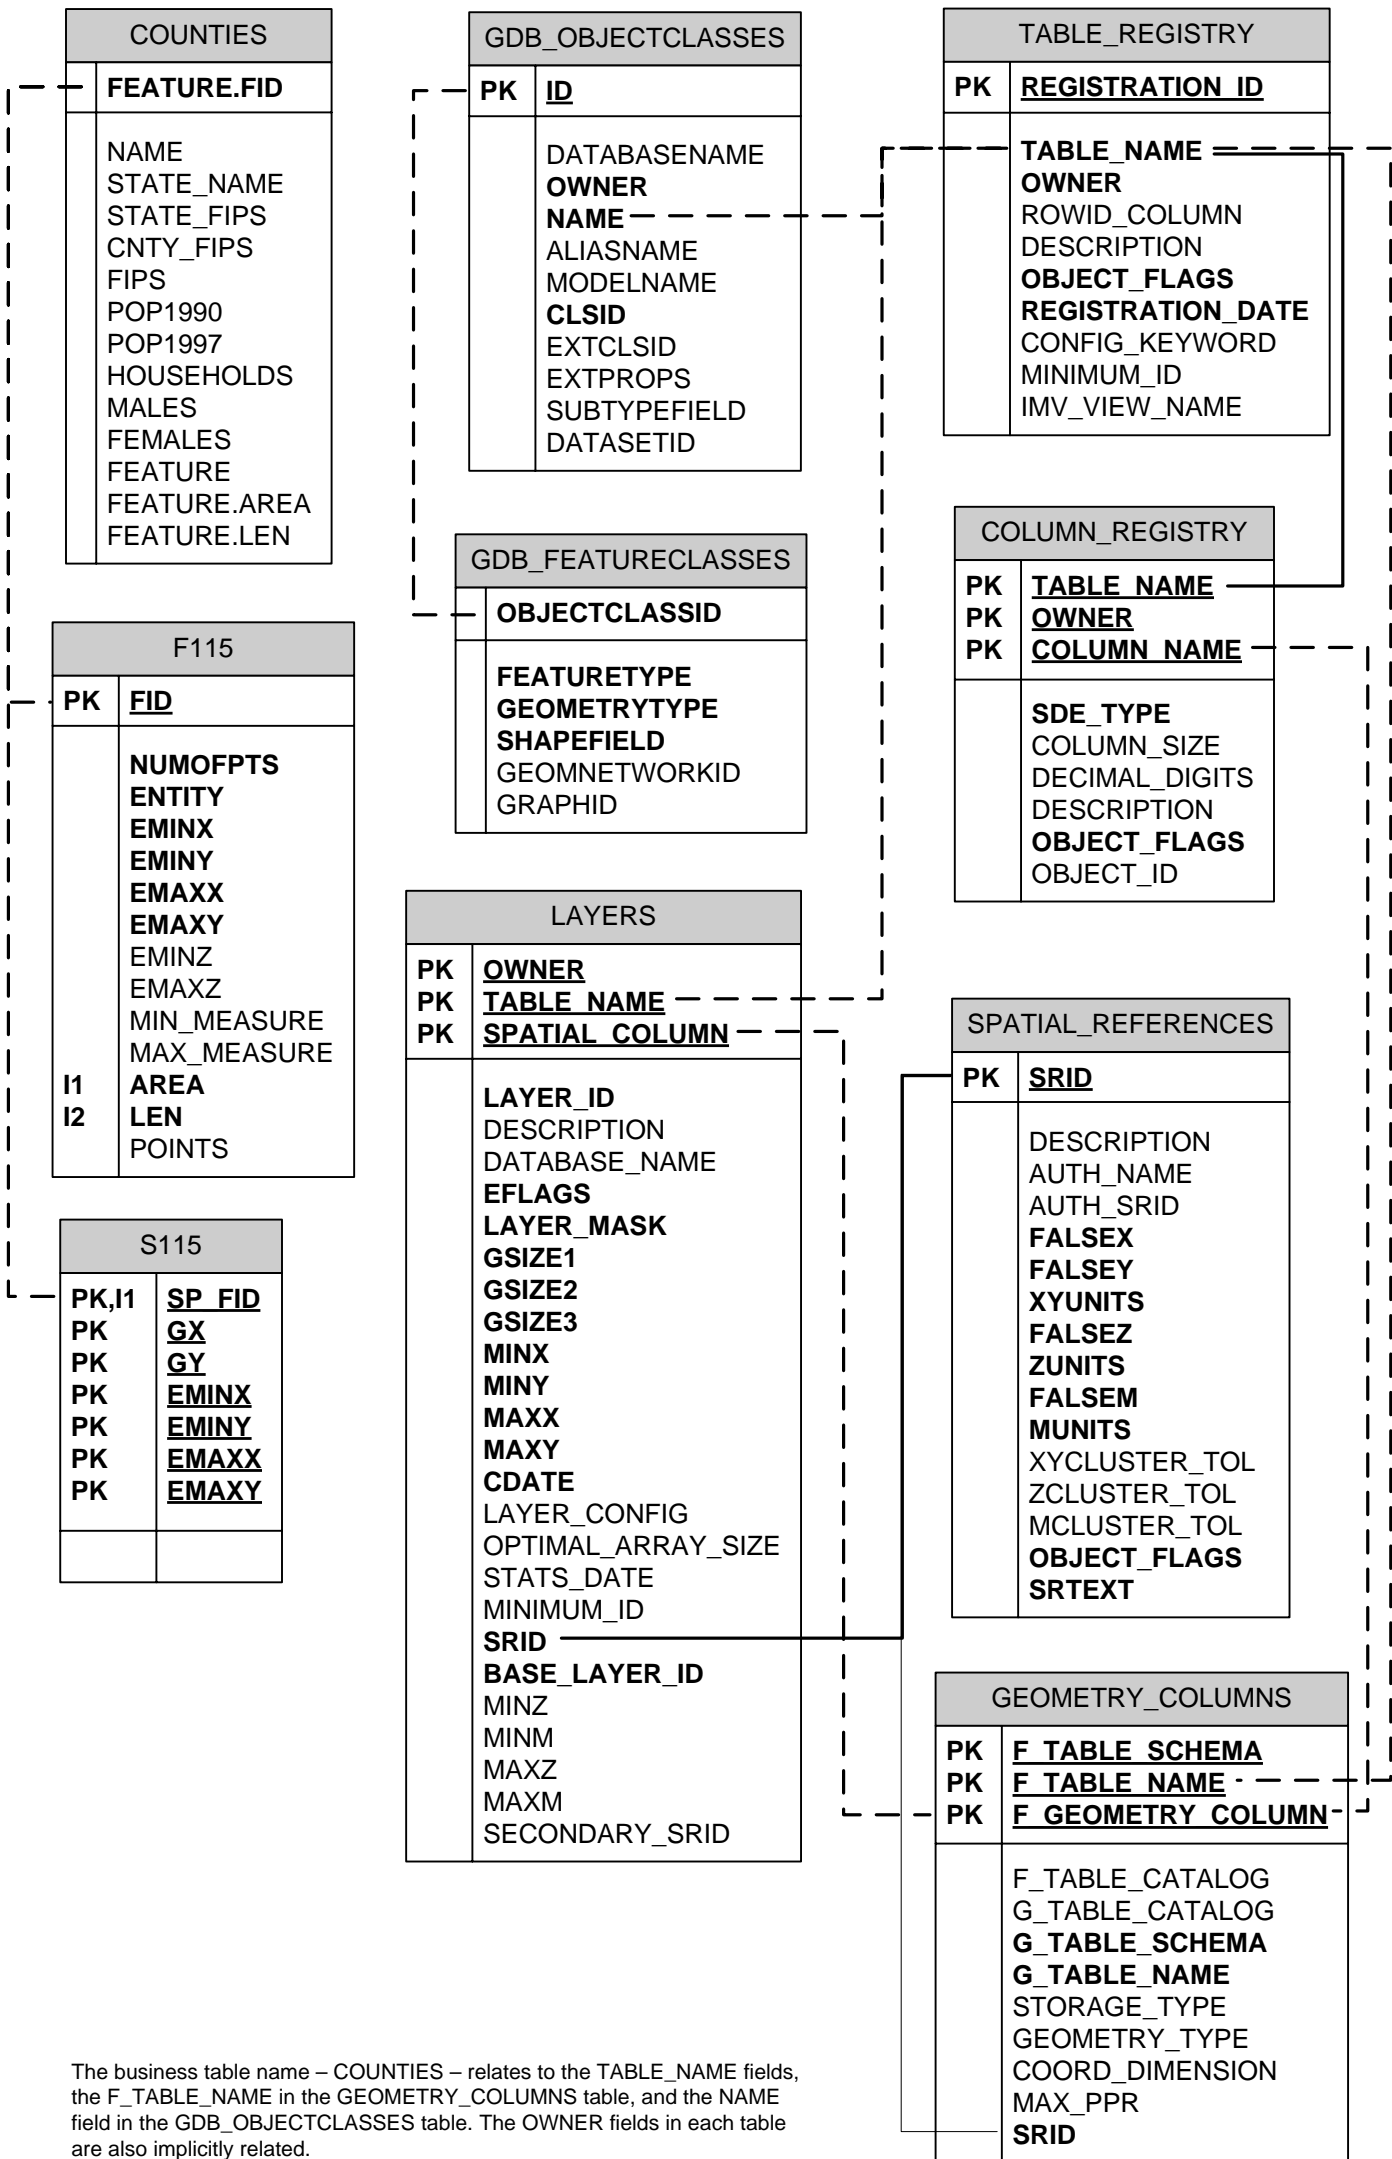 COUNTIES
FEATURE.FID
NAME
STATE_NAME
STATE_FIPS
CNTY_FIPS
FIPS
POP1990
POP1997
HOUSEHOLDS
MALES
FEMALES
FEATURE
FEATURE.AREA
FEATURE.LEN
F115
PK FID
NUMOFPTS
ENTITY
EMINX
EMINY
EMAXX
EMAXY
EMINZ
EMAXZ
MIN_MEASURE
MAX_MEASURE
I1 AREA
I2 LEN
POINTS
S115
PK,I1 SP_FID
PK GX
PK GY
PK EMINX
PK EMINY
PK EMAXX
PK EMAXY
GDB_OBJECTCLASSES
PK ID
DATABASENAME
OWNER
NAME
ALIASNAME
MODELNAME
CLSID
EXTCLSID
EXTPROPS
SUBTYPEFIELD
DATASETID
GDB_FEATURECLASSES
OBJECTCLASSID
FEATURETYPE
GEOMETRYTYPE
SHAPEFIELD
GEOMNETWORKID
GRAPHID
LAYERS
PK OWNER
PK TABLE_NAME
PK SPATIAL_COLUMN
LAYER_ID
DESCRIPTION
DATABASE_NAME
EFLAGS
LAYER_MASK
GSIZE1
GSIZE2
GSIZE3
MINX
MINY
MAXX
MAXY
CDATE
LAYER_CONFIG
OPTIMAL_ARRAY_SIZE
STATS_DATE
MINIMUM_ID
SRID
BASE_LAYER_ID
MINZ
MINM
MAXZ
MAXM
SECONDARY_SRID
TABLE_REGISTRY
PK REGISTRATION_ID
TABLE_NAME
OWNER
ROWID_COLUMN
DESCRIPTION
OBJECT_FLAGS
REGISTRATION_DATE
CONFIG_KEYWORD
MINIMUM_ID
IMV_VIEW_NAME
COLUMN_REGISTRY
PK TABLE_NAME
PK OWNER
PK COLUMN_NAME
SDE_TYPE
COLUMN_SIZE
DECIMAL_DIGITS
DESCRIPTION
OBJECT_FLAGS
OBJECT_ID
SPATIAL_REFERENCES
PK SRID
DESCRIPTION
AUTH_NAME
AUTH_SRID
FALSEX
FALSEY
XYUNITS
FALSEZ
ZUNITS
FALSEM
MUNITS
XYCLUSTER_TOL
ZCLUSTER_TOL
MCLUSTER_TOL
OBJECT_FLAGS
SRTEXT
GEOMETRY_COLUMNS
PK F_TABLE_SCHEMA
PK F_TABLE_NAME
PK F_GEOMETRY_COLUMN
F_TABLE_CATALOG
G_TABLE_CATALOG
G_TABLE_SCHEMA
G_TABLE_NAME
STORAGE_TYPE
GEOMETRY_TYPE
COORD_DIMENSION
MAX_PPR
SRID
The business table name – COUNTIES – relates to the TABLE_NAME fields,
the F_TABLE_NAME in the GEOMETRY_COLUMNS table, and the NAME
field in the GDB_OBJECTCLASSES table. The OWNER fields in each table
are also implicitly related.